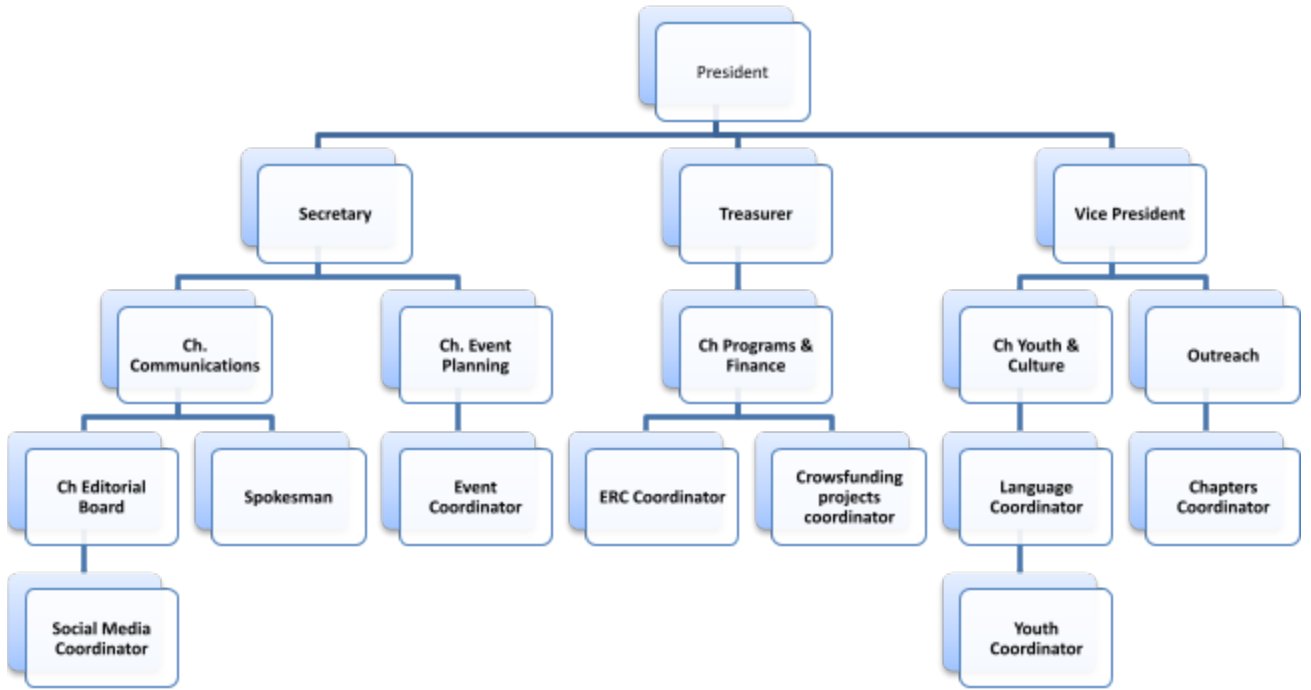 President
Secretary
Treasurer
Vice President
Ch.
Communications
Ch. Event
Planning
Ch Programs &
Finance
Ch Youth &
Culture
Outreach
Ch Editorial
Board
Spokesman
Event
Coordinator
ERC Coordinator
Crowsfunding
projects
coordinator
Language
Coordinator
Chapters
Coordinator
Social Media
Coordinator
Youth
Coordinator